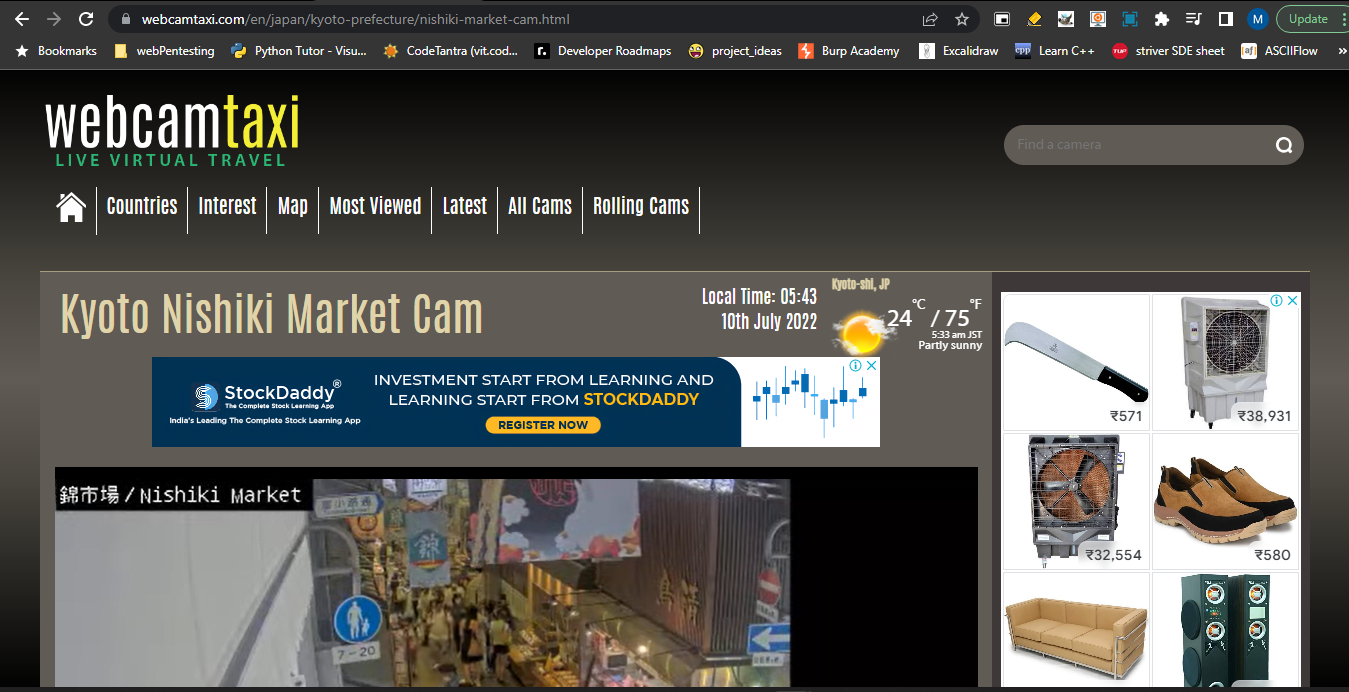 webcamtaxi.com/en/japan/kyoto-prefecture/nishiki-market-cam.html
M
Update
Bookmarks
webPentesting
Python Tutor - Visu...
CodeTantra (vit.cod...
Developer Roadmaps
project_ideas
Burp Academy
Excalidraw
cpp
Learn C++
TUF
striver SDE sheet
{af}
ASCIIFlow
»
webcamtaxi
LIVE VIRTUAL TRAVEL
Find a camera
Countries
Interest
Map
Most Viewed
Latest
All Cams
Rolling Cams
Kyoto Nishiki Market Cam
Local Time: 05:43
10th July 2022
Kyoto-shi, JP
24 °C / 75 °F
5:33 am JST
Partly sunny
StockDaddy®
The Complete Stock Learning App
India's Leading The Complete Stock Learning App
INVESTMENT START FROM LEARNING AND
LEARNING START FROM STOCKDADDY
REGISTER NOW
₹571
₹38,931
₹32,554
₹580
錦市場/Nishiki Market
7-20